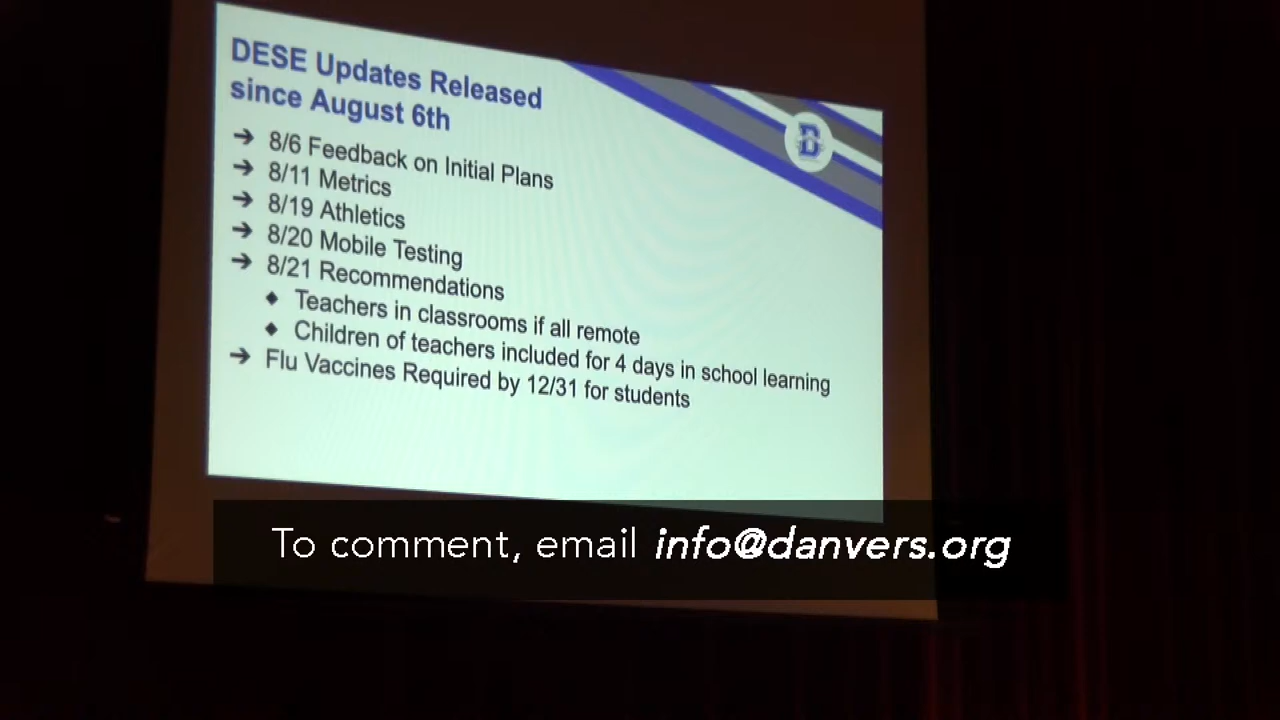 DESE Updates Released
since August 6th
➔ 8/6 Feedback on Initial Plans
➔ 8/11 Metrics
➔ 8/19 Athletics
➔ 8/20 Mobile Testing
➔ 8/21 Recommendations
◆ Teachers in classrooms if all remote
◆ Children of teachers included for 4 days in school learning
➔ Flu Vaccines Required by 12/31 for students
D
To comment, email info@danvers.org